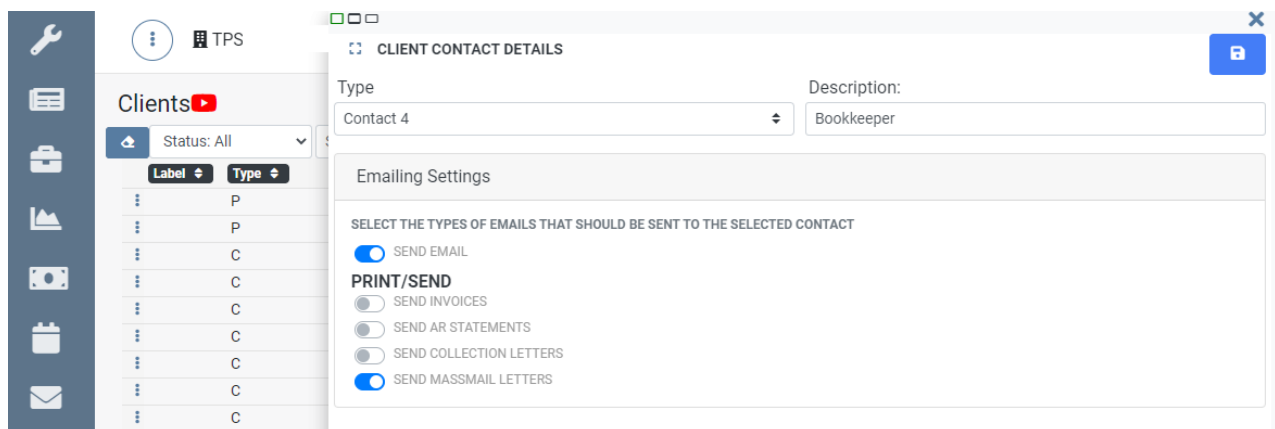 TPS
Clients
Status: All
S
Label Type
P
P
C
C
C
C
C
C
C
CLIENT CONTACT DETAILS
Type Description:
Contact 4 Bookkeeper
Emailing Settings
SELECT THE TYPES OF EMAILS THAT SHOULD BE SENT TO THE SELECTED CONTACT
SEND EMAIL
PRINT/SEND
SEND INVOICES
SEND AR STATEMENTS
SEND COLLECTION LETTERS
SEND MASSMAIL LETTERS